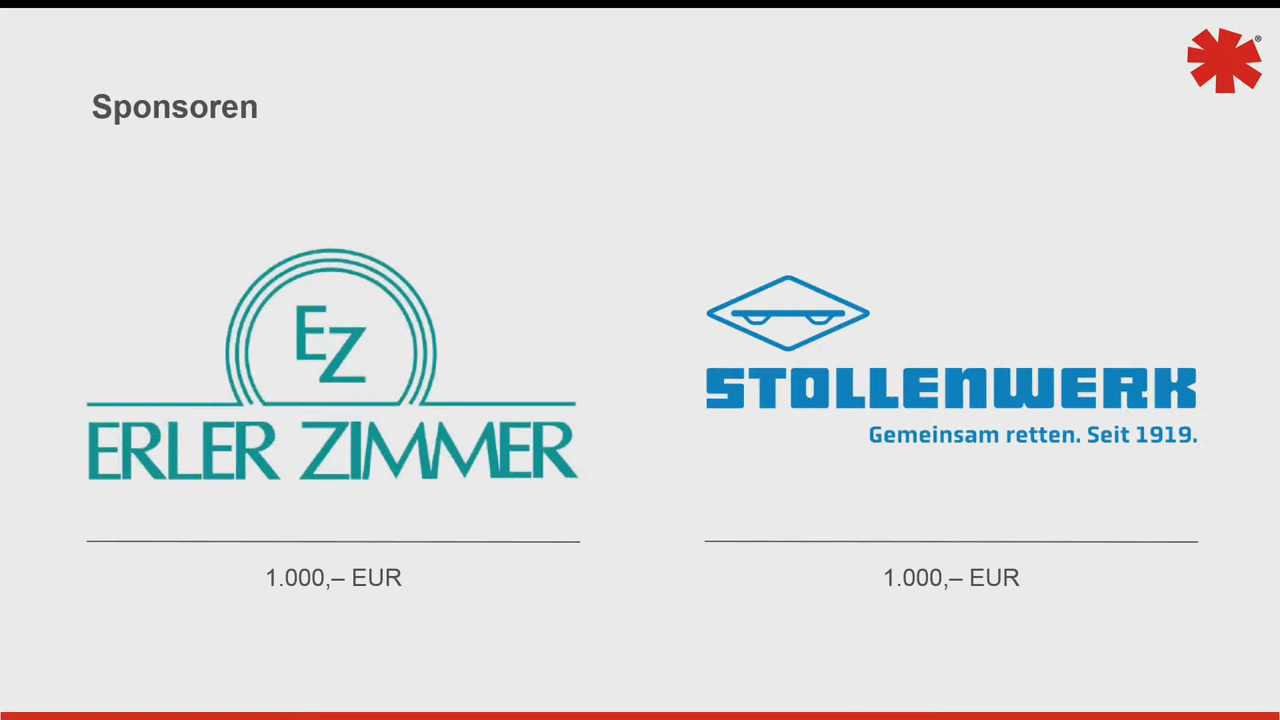 ®
Sponsoren
EZ
ERLER ZIMMER
STOLLENWERK
Gemeinsam retten. Seit 1919.
1.000,– EUR
1.000,– EUR